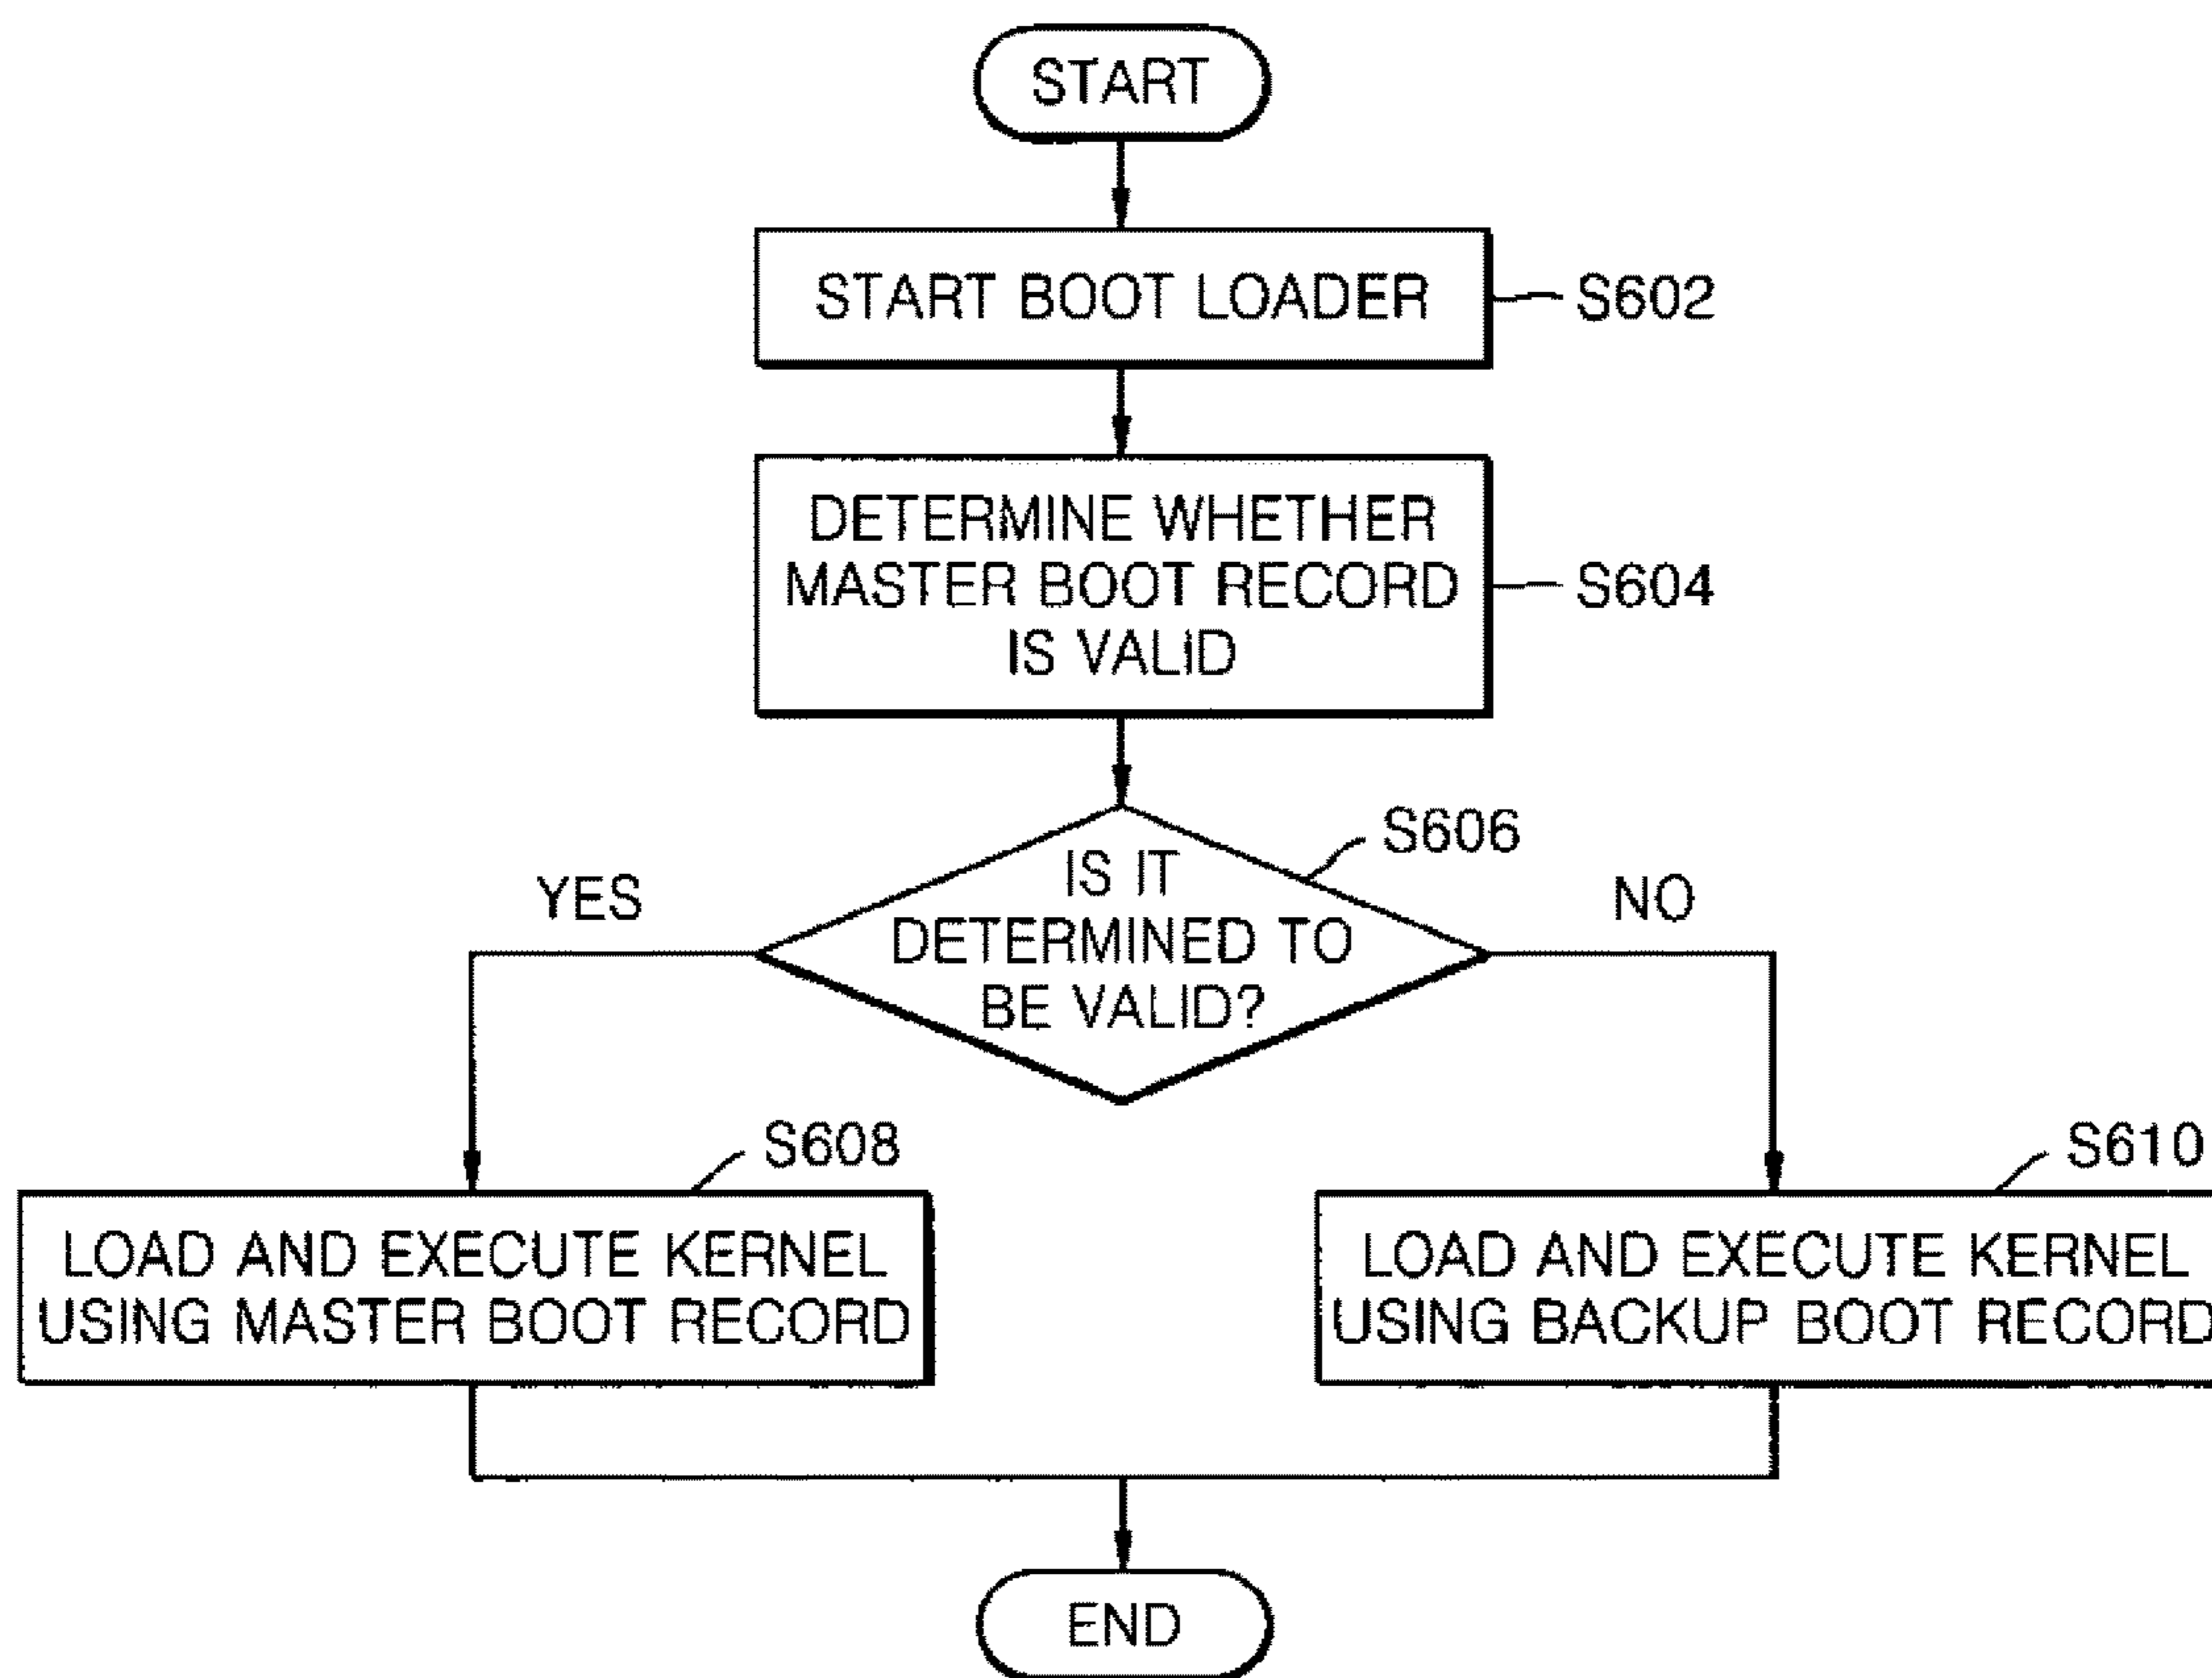 START
START BOOT LOADER
S602
DETERMINE WHETHER
MASTER BOOT RECORD
IS VALID
S604
S606
IS IT
DETERMINED TO
BE VALID?
YES
NO
S608
LOAD AND EXECUTE KERNEL
USING MASTER BOOT RECORD
S610
LOAD AND EXECUTE KERNEL
USING BACKUP BOOT RECORD
END